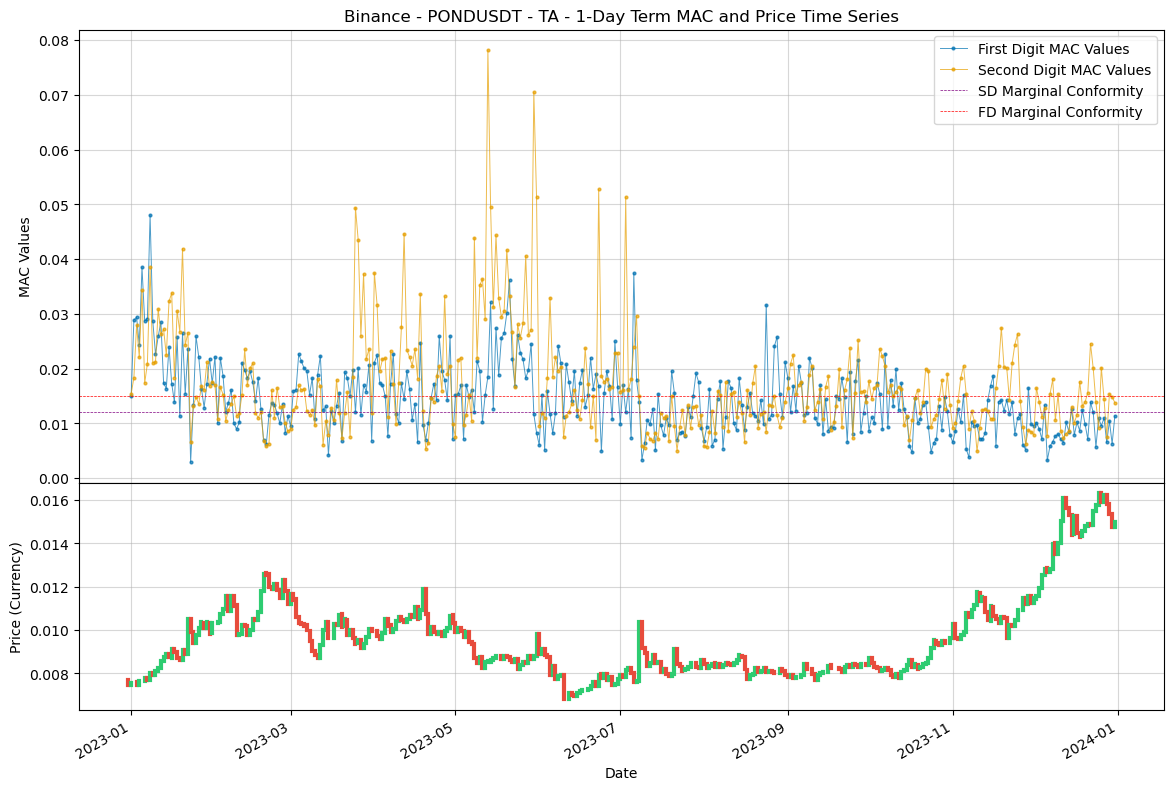 Binance - PONDUSDT - TA - 1-Day Term MAC and Price Time Series
First Digit MAC Values
Second Digit MAC Values
SD Marginal Conformity
FD Marginal Conformity
MAC Values
0.08
0.07
0.06
0.05
0.04
0.03
0.02
0.01
0.00
Price (Currency)
0.016
0.014
0.012
0.010
0.008
2023-01
2023-03
2023-05
2023-07
2023-09
2023-11
2024-01
Date